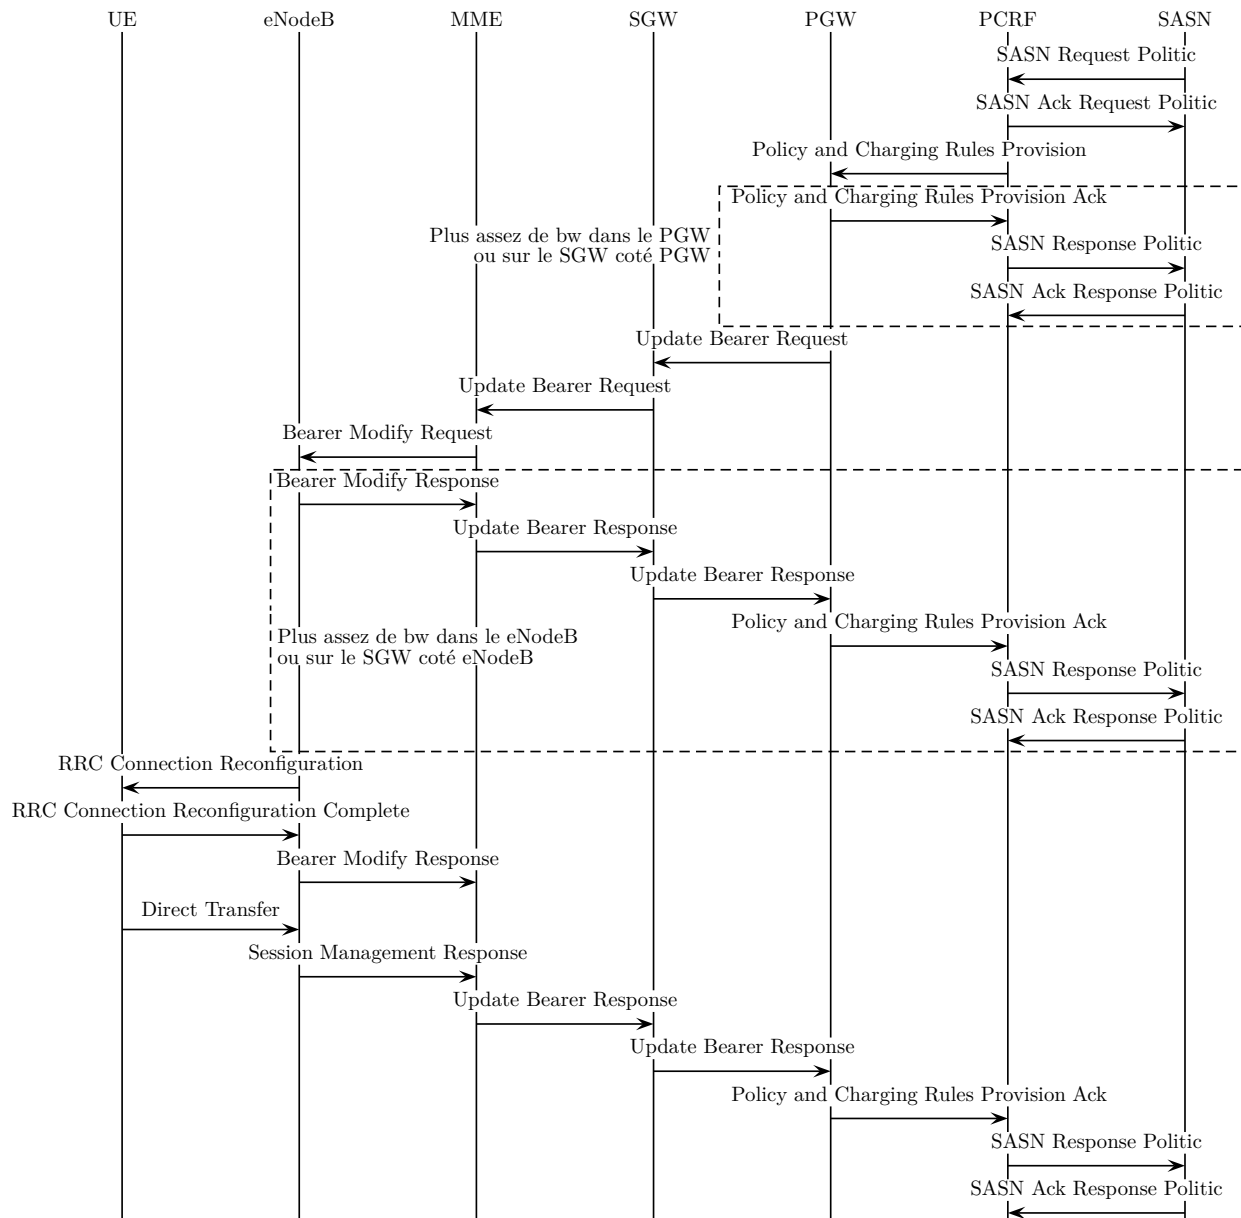 UE eNodeB MME SGW PGW PCRF SASN
SASN Request Politic
SASN Ack Request Politic
Policy and Charging Rules Provision
Policy and Charging Rules Provision Ack
Plus assez de bw dans le PGW
ou sur le SGW coté PGW
SASN Response Politic
SASN Ack Response Politic
Update Bearer Request
Update Bearer Request
Bearer Modify Request
Bearer Modify Response
Update Bearer Response
Update Bearer Response
Policy and Charging Rules Provision Ack
Plus assez de bw dans le eNodeB
ou sur le SGW coté eNodeB
SASN Response Politic
SASN Ack Response Politic
RRC Connection Reconfiguration
RRC Connection Reconfiguration Complete
Bearer Modify Response
Direct Transfer
Session Management Response
Update Bearer Response
Update Bearer Response
Policy and Charging Rules Provision Ack
SASN Response Politic
SASN Ack Response Politic